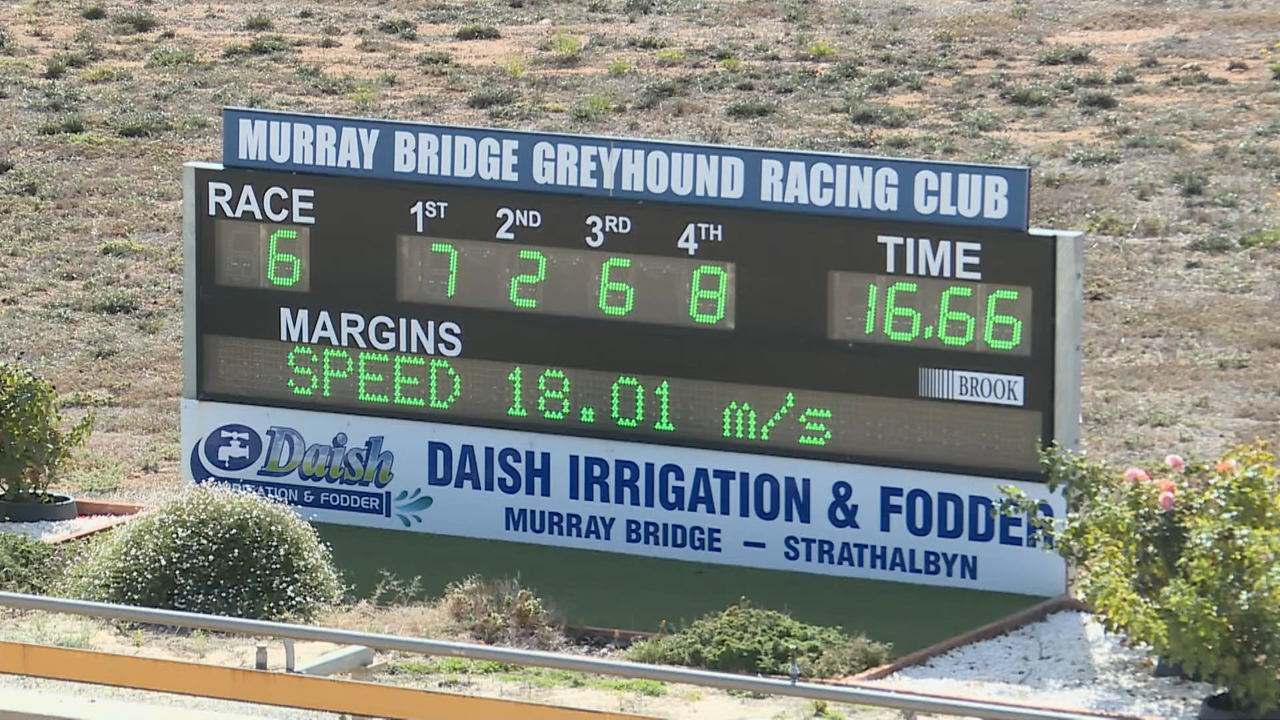 MURRAY BRIDGE GREYHOUND RACING CLUB
RACE 1ST 2ND 3RD 4TH TIME
6 7 2 6 8 16.66
MARGINS
SPEED 18.01 m/s
BROOK
Daish
IRRIGATION & FODDER
DAISH IRRIGATION & FODDER
MURRAY BRIDGE — STRATHALBYN